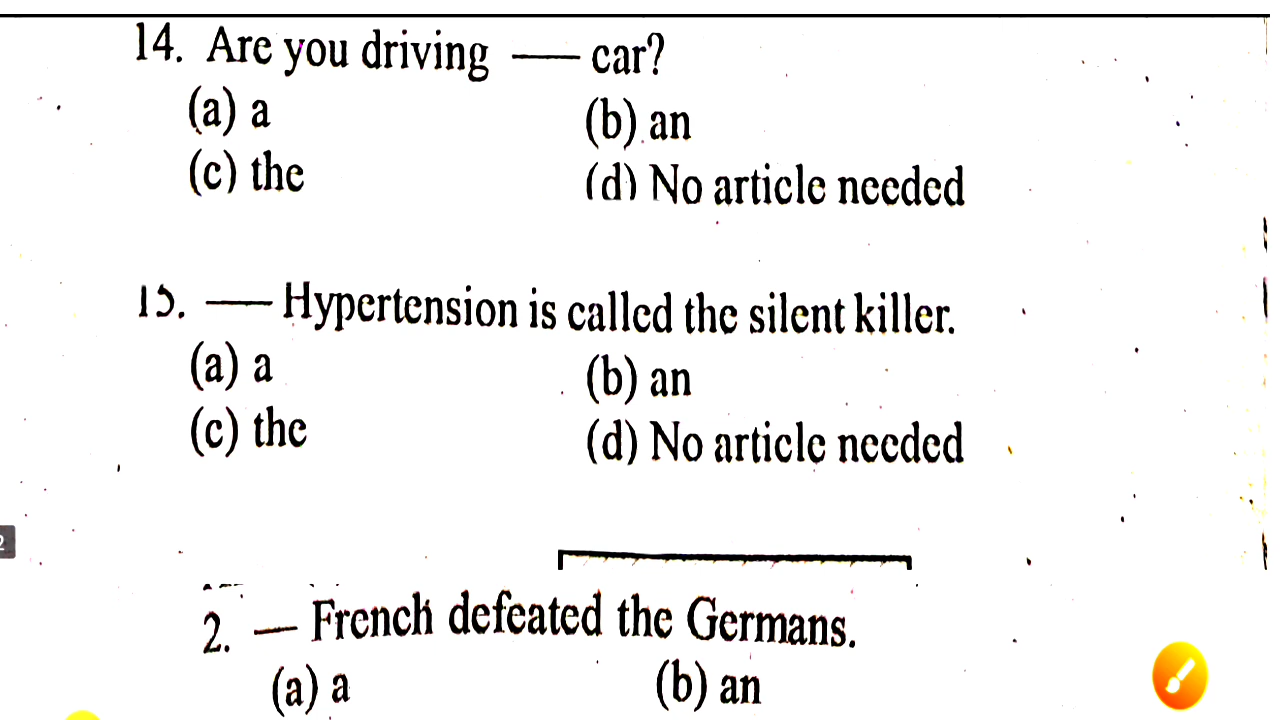 14. Are you driving — car?
(a) a (b) an
(c) the (d) No article needed
15. — Hypertension is called the silent killer.
(a) a (b) an
(c) the (d) No article needed
2
2. — French defeated the Germans.
(a) a (b) an